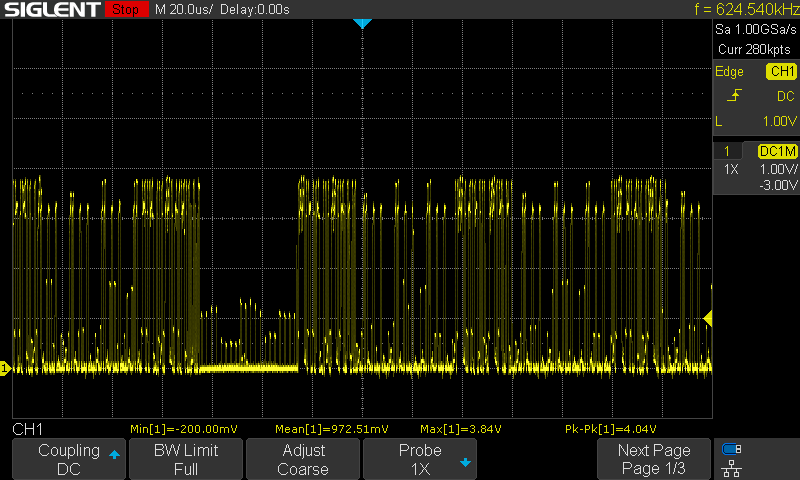 SIGLENT Stop M 20.0us/ Delay:0.00s f = 624.540kHz
Sa 1.00GSa/s
Curr 280kpts
Edge CH1
DC
L 1.00V
1 DC1M
1X 1.00V/
-3.00V
1
CH1 Min[1]=-200.00mV Mean[1]=972.51mV Max[1]=3.84V Pk-Pk[1]=4.04V
Coupling BW Limit Adjust Probe Next Page
DC Full Coarse 1X Page 1/3